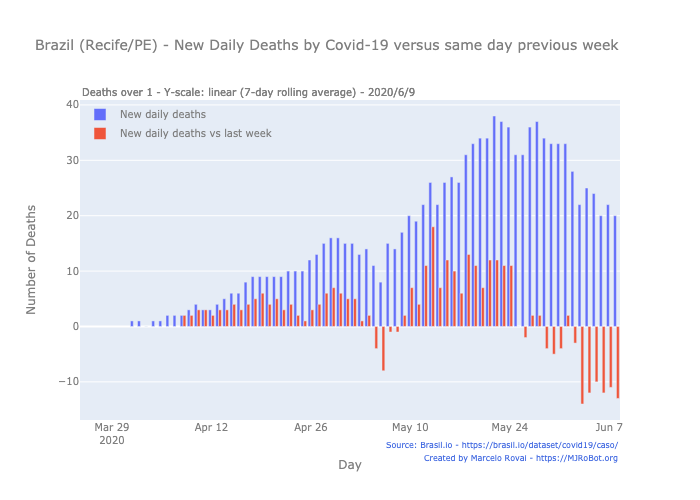 Brazil (Recife/PE) - New Daily Deaths by Covid-19 versus same day previous week
Deaths over 1 - Y-scale: linear (7-day rolling average) - 2020/6/9
New daily deaths
New daily deaths vs last week
Number of Deaths
40
30
20
10
0
−10
Mar 29
2020
Apr 12
Apr 26
May 10
May 24
Jun 7
Day
Source: Brasil.io - https://brasil.io/dataset/covid19/caso/
Created by Marcelo Rovai - https://MJRoBot.org